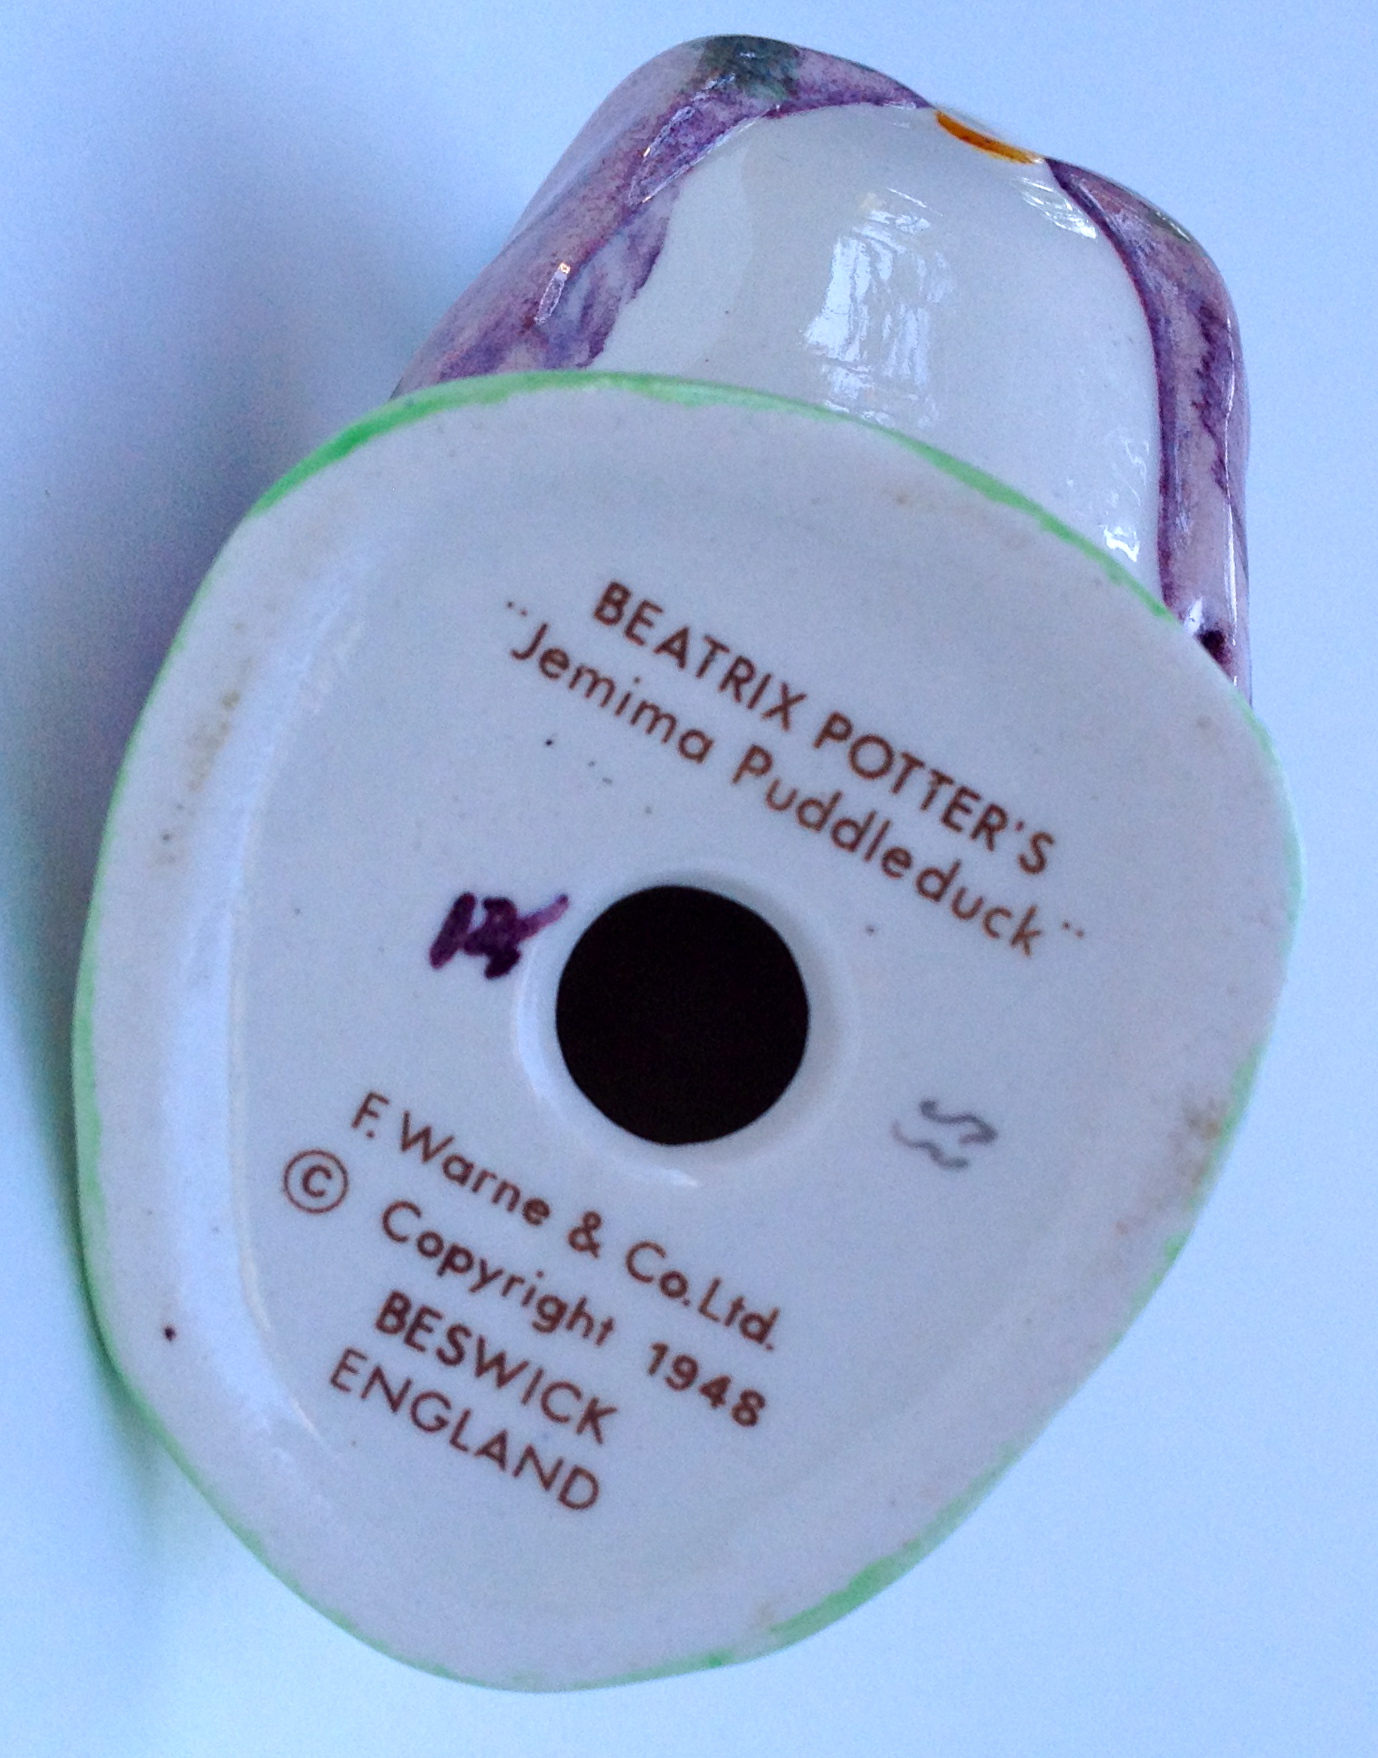 BEATRIX POTTER'S
"Jemima Puddleduck"
F. Warne & Co.Ltd.
© Copyright 1948
BESWICK
ENGLAND